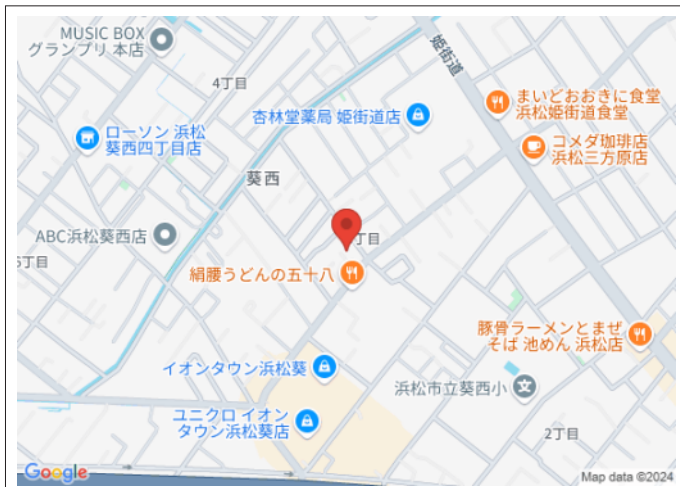 MUSIC BOX
グランプリ 本店
4丁目
姫街道
まいどおおきに食堂
浜松姫街道食堂
杏林堂薬局 姫街道店
ローソン 浜松
葵西四丁目店
コメダ珈琲店
浜松三方原店
葵西
ABC浜松葵西店
丁目
5丁目
絹腰うどんの五十八
豚骨ラーメンとまぜ
そば 池めん 浜松店
イオンタウン浜松葵
浜松市立葵西小
ユニクロ イオン
タウン浜松葵店
2丁目
Google
Map data ©2024